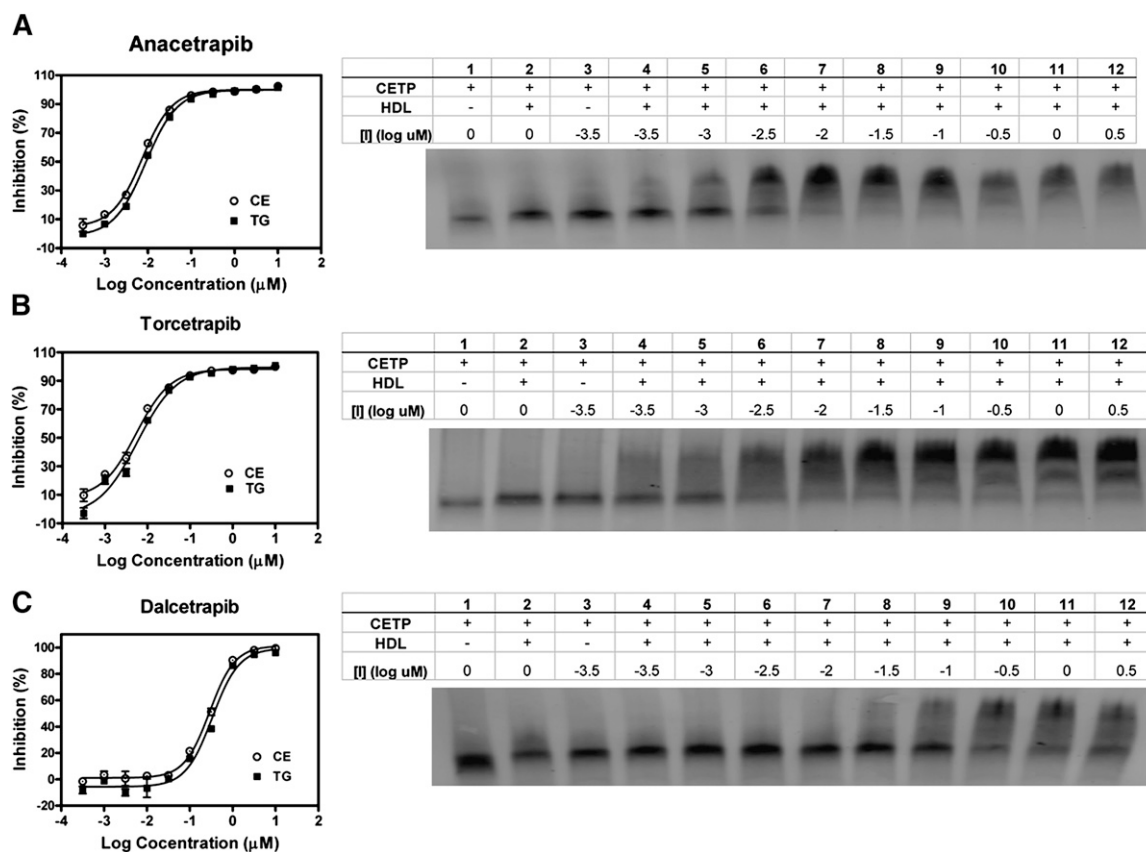 A
Anacetrapib
Inhibition (%)
110
90
70
50
30
10
-10
CE
TG
-4 -3 -2 -1 0 1 2
Log Concentration (μM)
1 2 3 4 5 6 7 8 9 10 11 12
CETP + + + + + + + + + + + +
HDL - + - + + + + + + + + +
[I] (log uM) 0 0 -3.5 -3.5 -3 -2.5 -2 -1.5 -1 -0.5 0 0.5
B
Torcetrapib
Inhibition (%)
110
90
70
50
30
10
-10
CE
TG
-4 -3 -2 -1 0 1 2
Log Concentration (μM)
1 2 3 4 5 6 7 8 9 10 11 12
CETP + + + + + + + + + + + +
HDL - + - + + + + + + + + +
[I] (log uM) 0 0 -3.5 -3.5 -3 -2.5 -2 -1.5 -1 -0.5 0 0.5
C
Dalcetrapib
Inhibition (%)
100
80
60
40
20
0
-20
CE
TG
-4 -3 -2 -1 0 1 2
Log Cocentration (μM)
1 2 3 4 5 6 7 8 9 10 11 12
CETP + + + + + + + + + + + +
HDL - + - + + + + + + + + +
[I] (log uM) 0 0 -3.5 -3.5 -3 -2.5 -2 -1.5 -1 -0.5 0 0.5